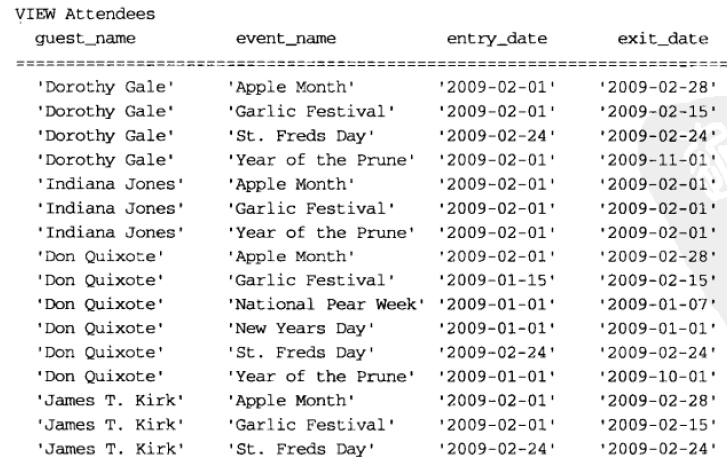 VIEW Attendees
guest_name event_name entry_date exit_date
================================================================
'Dorothy Gale' 'Apple Month' '2009-02-01' '2009-02-28'
'Dorothy Gale' 'Garlic Festival' '2009-02-01' '2009-02-15'
'Dorothy Gale' 'St. Freds Day' '2009-02-24' '2009-02-24'
'Dorothy Gale' 'Year of the Prune' '2009-02-01' '2009-11-01'
'Indiana Jones' 'Apple Month' '2009-02-01' '2009-02-01'
'Indiana Jones' 'Garlic Festival' '2009-02-01' '2009-02-01'
'Indiana Jones' 'Year of the Prune' '2009-02-01' '2009-02-01'
'Don Quixote' 'Apple Month' '2009-02-01' '2009-02-28'
'Don Quixote' 'Garlic Festival' '2009-01-15' '2009-02-15'
'Don Quixote' 'National Pear Week' '2009-01-01' '2009-01-07'
'Don Quixote' 'New Years Day' '2009-01-01' '2009-01-01'
'Don Quixote' 'St. Freds Day' '2009-02-24' '2009-02-24'
'Don Quixote' 'Year of the Prune' '2009-01-01' '2009-10-01'
'James T. Kirk' 'Apple Month' '2009-02-01' '2009-02-28'
'James T. Kirk' 'Garlic Festival' '2009-02-01' '2009-02-15'
'James T. Kirk' 'St. Freds Day' '2009-02-24' '2009-02-24'